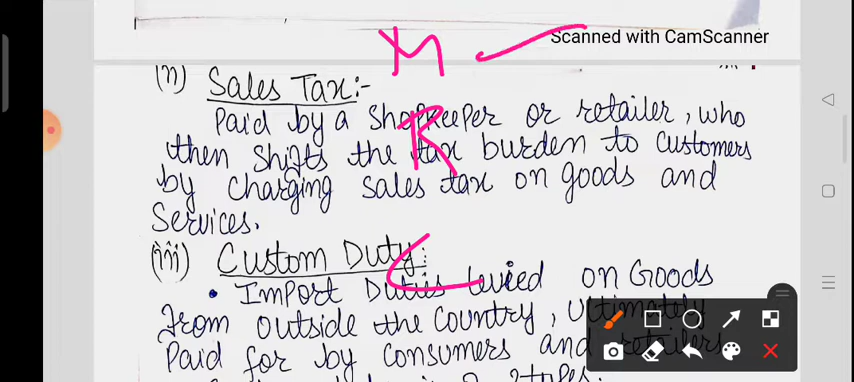 Scanned with CamScanner
M
(ii) Sales Tax:-
Paid by a Shopkeeper or retailer, who
R
then shifts the tax burden to customers
by charging sales tax on goods and
Services.
(iii) Custom Duty:
C
• Import Duties levied on Goods
from outside the Country, Ultimately
Paid for by consumers and retailers